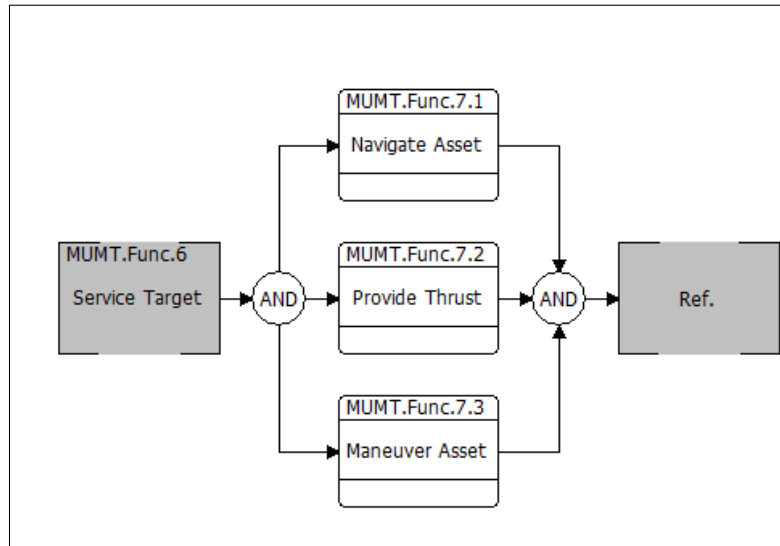 MUMT.Func.7.1
Navigate Asset
MUMT.Func.6
Service Target
AND
MUMT.Func.7.2
Provide Thrust
AND
Ref.
MUMT.Func.7.3
Maneuver Asset